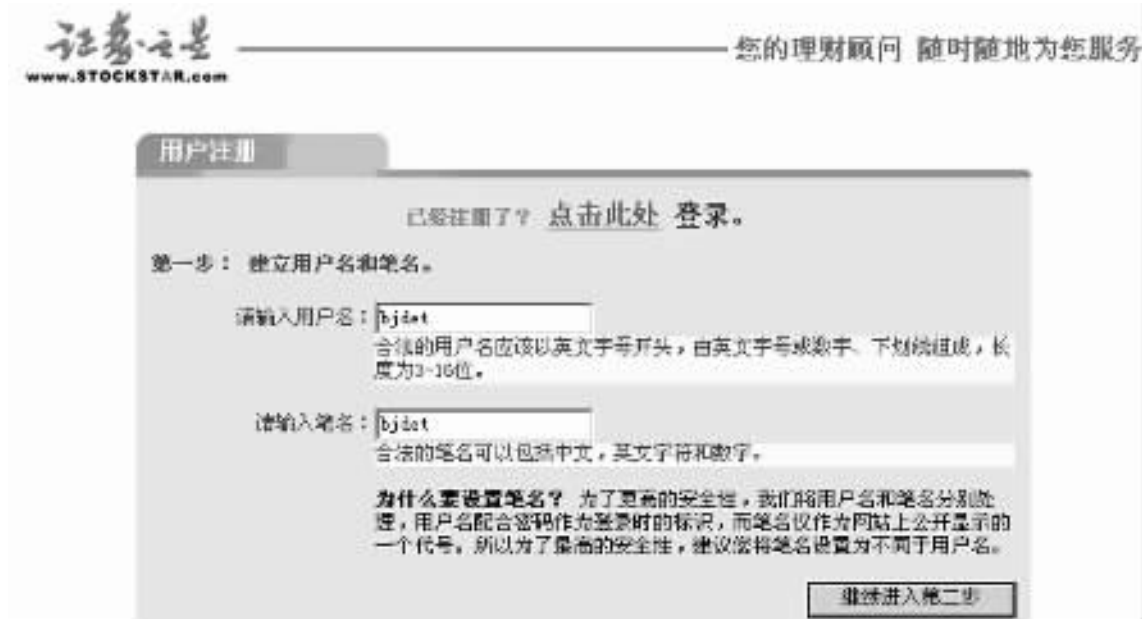 证券之星
www.STOCKSTAR.com
您的理财顾问 随时随地为您服务
用户注册
已经注册了? 点击此处 登录。
第一步: 建立用户名和笔名。
请输入用户名:
合法的用户名应该以英文字母开头,由英文字母或数字、下划线组成,长
度为3-16位。
请输入笔名:
合法的笔名可以包括中文,英文字符和数字。
为什么要设置笔名? 为了更高的安全性,我们将用户名和笔名分别处
理,用户名配合密码作为登录时的标识,而笔名仅作为网站上公开显示的
一个代号。所以为了最高的安全性,建议您将笔名设置为不同于用户名。
继续进入第二步